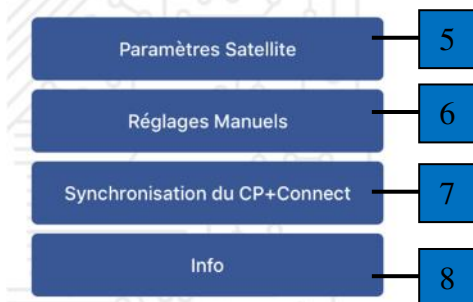 Paramètres Satellite 5
Réglages Manuels 6
Synchronisation du CP+Connect 7
Info 8